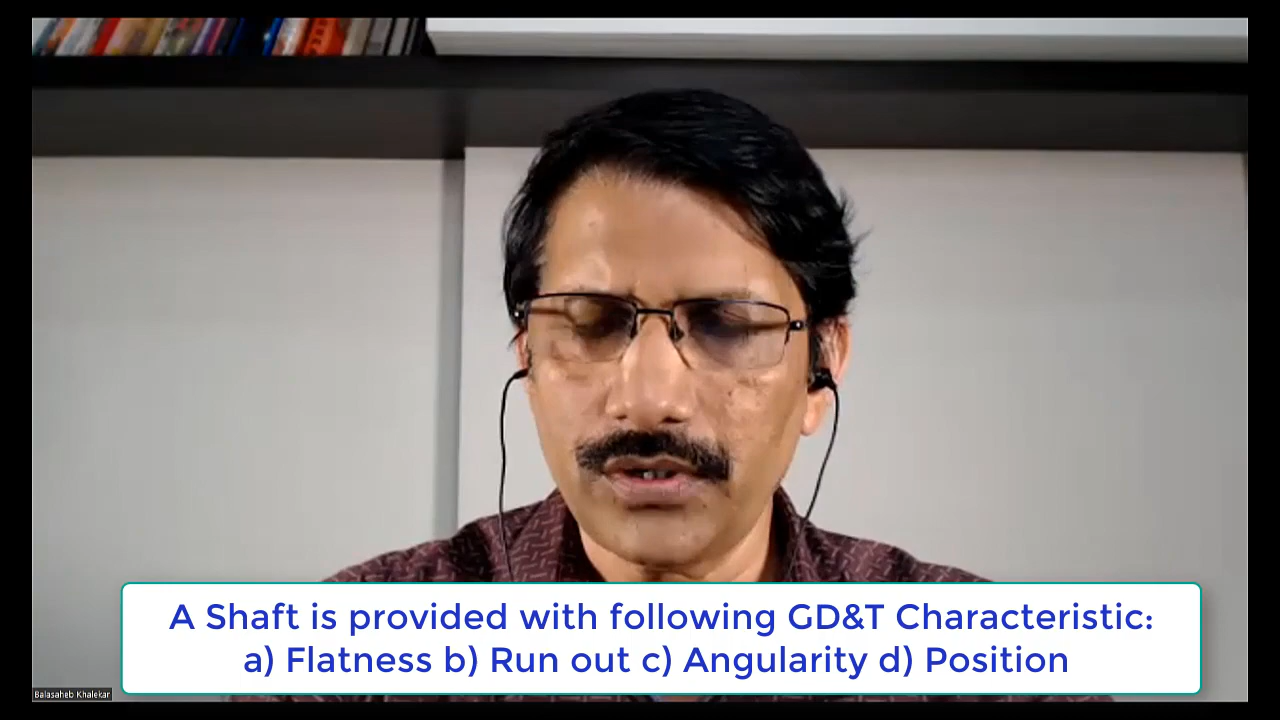 A Shaft is provided with following GD&T Characteristic:
a) Flatness b) Run out c) Angularity d) Position
Balasaheb Khalekar